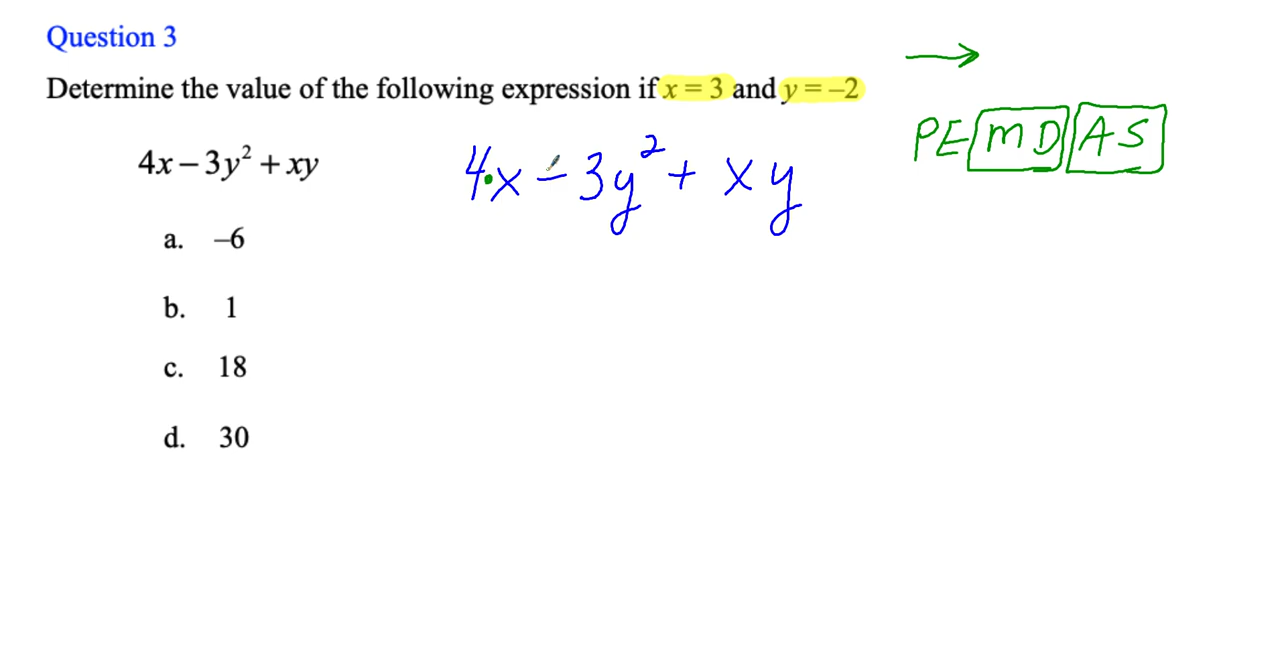 Question 3
Determine the value of the following expression if x = 3 and y = –2
4x – 3y² + xy
4·x – 3y² + xy
PEMDAS
a. –6
b. 1
c. 18
d. 30